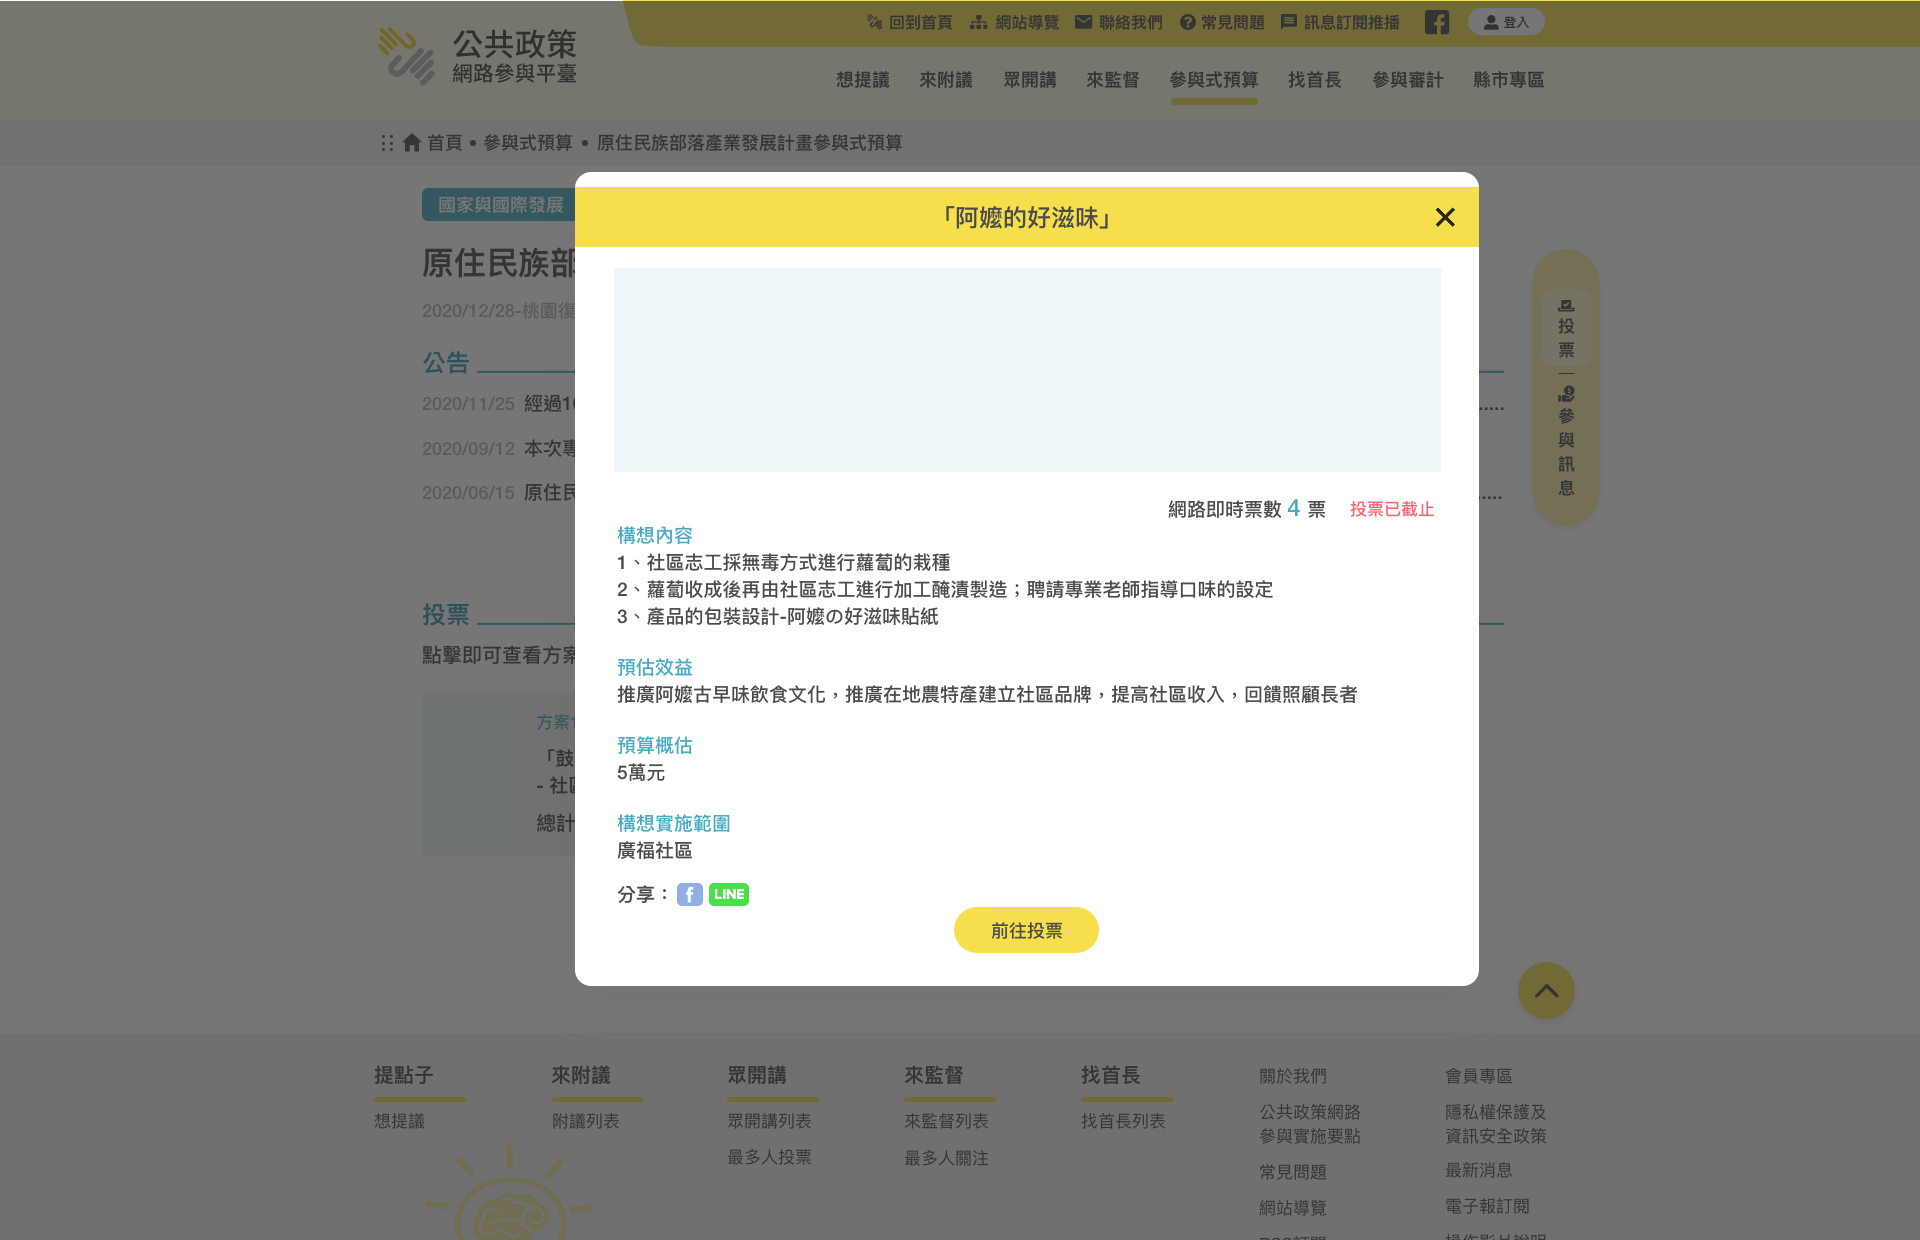 公共政策
網路參與平臺
回到首頁 網站導覽 聯絡我們 常見問題 訊息訂閱推播 登入
想提議 來附議 眾開講 來監督 參與式預算 找首長 參與審計 縣市專區
首頁 • 參與式預算 • 原住民族部落產業發展計畫參與式預算
國家與國際發展
原住民族部
2020/12/28-桃園復
公告
2020/11/25 經過1
2020/09/12 本次專
2020/06/15 原住民
投票
點擊即可查看方案
方案
「鼓
- 社區
總計
「阿嬤的好滋味」
網路即時票數 4 票 投票已截止
構想內容
1、社區志工採無毒方式進行蘿蔔的栽種
2、蘿蔔收成後再由社區志工進行加工醃漬製造；聘請專業老師指導口味的設定
3、產品的包裝設計-阿嬤の好滋味貼紙
預估效益
推廣阿嬤古早味飲食文化，推廣在地農特產建立社區品牌，提高社區收入，回饋照顧長者
預算概估
5萬元
構想實施範圍
廣福社區
分享： f LINE
前往投票
投票
參與訊息
提點子
想提議
來附議
附議列表
眾開講
眾開講列表
最多人投票
來監督
來監督列表
最多人關注
找首長
找首長列表
關於我們
公共政策網路
參與實施要點
常見問題
網站導覽
會員專區
隱私權保護及
資訊安全政策
最新消息
電子報訂閱